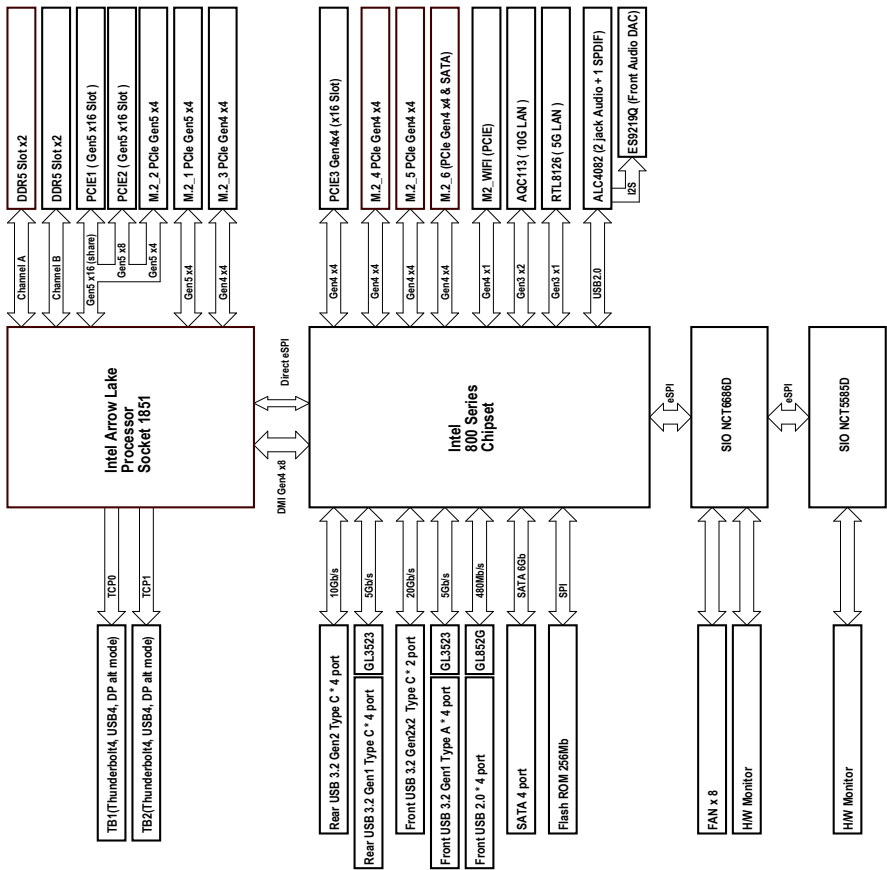 DDR5 Slot x2
DDR5 Slot x2
PCIE1 ( Gen5 x16 Slot )
PCIE2 ( Gen5 x16 Slot )
M.2_2 PCIe Gen5 x4
M.2_1 PCIe Gen5 x4
M.2_3 PCIe Gen4 x4
PCIE3 Gen4x4 (x16 Slot)
M.2_4 PCIe Gen4 x4
M.2_5 PCIe Gen4 x4
M.2_6 (PCIe Gen4 x4 & SATA)
M2_WIFI (PCIE)
AQC113 ( 10G LAN )
RTL8126 ( 5G LAN )
ALC4082 (2 jack Audio + 1 SPDIF)
ES9219Q (Front Audio DAC)
Channel A
Channel B
Gen5 x16 (share)
Gen5 x8
Gen5 x4
Gen5 x4
Gen4 x4
Gen4 x4
Gen4 x4
Gen4 x4
Gen4 x4
Gen4 x1
Gen3 x2
Gen3 x1
USB2.0
I2S
Intel Arrow Lake
Processor
Socket 1851
Direct eSPI
DMI Gen4 x8
Intel
800 Series
Chipset
eSPI
SIO NCT6686D
eSPI
SIO NCT5585D
TCP0
TCP1
10Gb/s
5Gb/s
20Gb/s
5Gb/s
480Mb/s
SATA 6Gb
SPI
TB1(Thunderbolt4, USB4, DP alt mode)
TB2(Thunderbolt4, USB4, DP alt mode)
Rear USB 3.2 Gen2 Type C * 4 port
Rear USB 3.2 Gen1 Type C * 4 port
GL3523
Front USB 3.2 Gen2x2 Type C * 2 port
Front USB 3.2 Gen1 Type A * 4 port
GL3523
Front USB 2.0 * 4 port
GL852G
SATA 4 port
Flash ROM 256Mb
FAN x 8
H/W Monitor
H/W Monitor